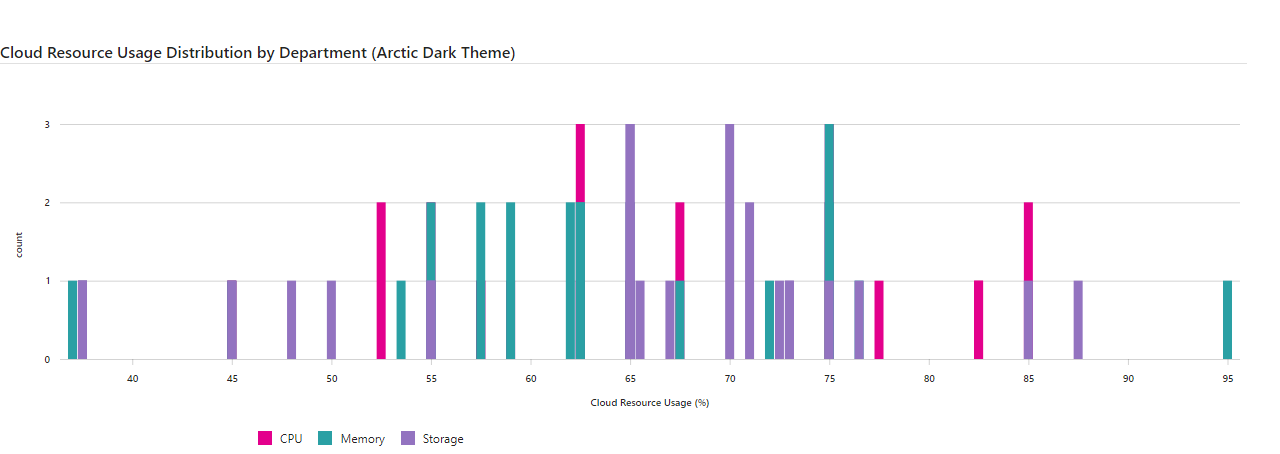 Cloud Resource Usage Distribution by Department (Arctic Dark Theme)
3
2
1
0
count
40 45 50 55 60 65 70 75 80 85 90 95
Cloud Resource Usage (%)
CPU Memory Storage